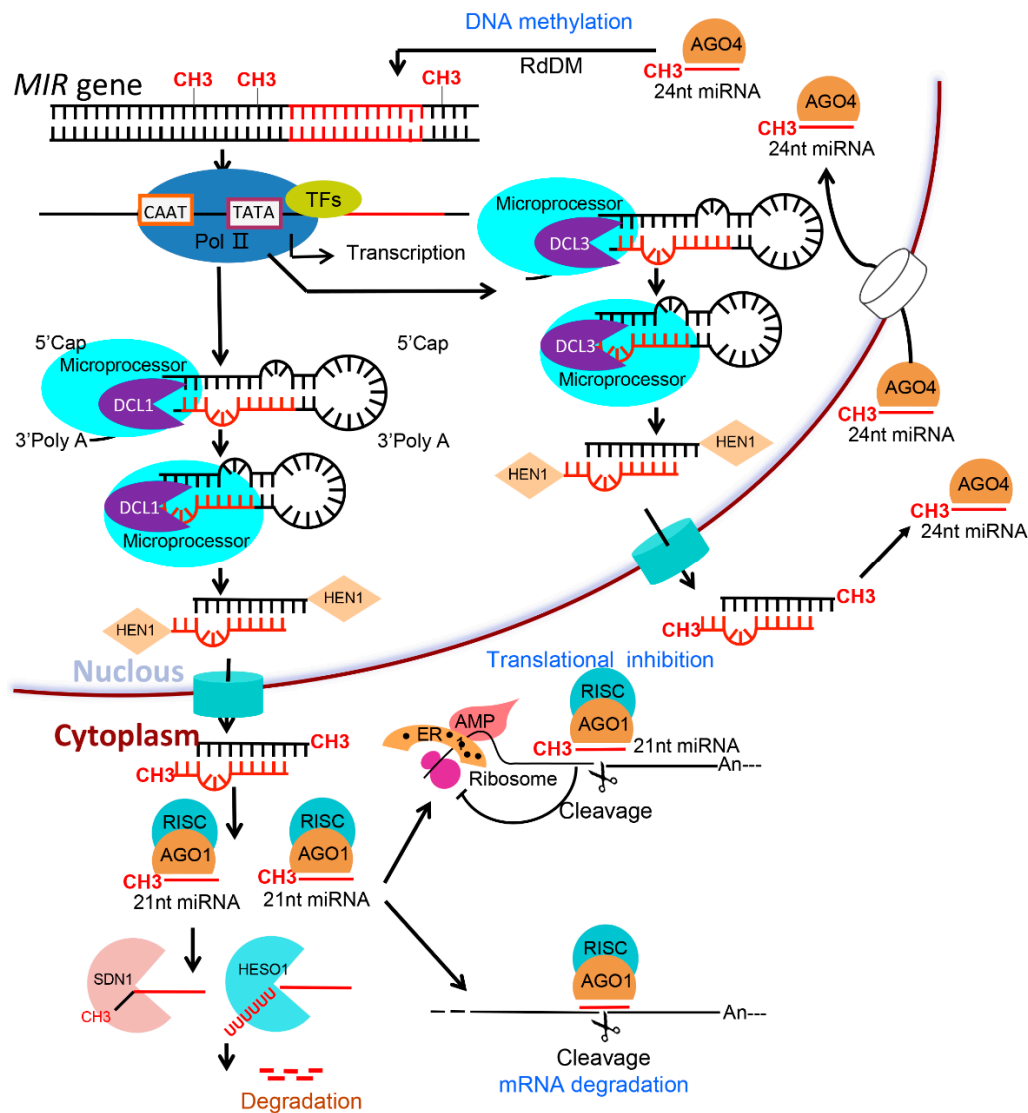 DNA methylation
RdDM
AGO4
CH3
24nt miRNA
MIR gene
CH3
CH3
CH3
AGO4
CH3
24nt miRNA
CAAT
TATA
TFs
Pol II
Transcription
Microprocessor
DCL3
DCL3
Microprocessor
5'Cap
5'Cap
Microprocessor
DCL1
3'Poly A
3'Poly A
AGO4
CH3
24nt miRNA
HEN1
HEN1
DCL1
Microprocessor
AGO4
CH3
24nt miRNA
HEN1
HEN1
CH3
CH3
Nuclous
Cytoplasm
CH3
CH3
Translational inhibition
RISC
AGO1
CH3
21nt miRNA
AMP
ER
Ribosome
An---
Cleavage
RISC
AGO1
CH3
21nt miRNA
RISC
AGO1
CH3
21nt miRNA
SDN1
CH3
HESO1
UUUUUU
Degradation
RISC
AGO1
An---
Cleavage
mRNA degradation